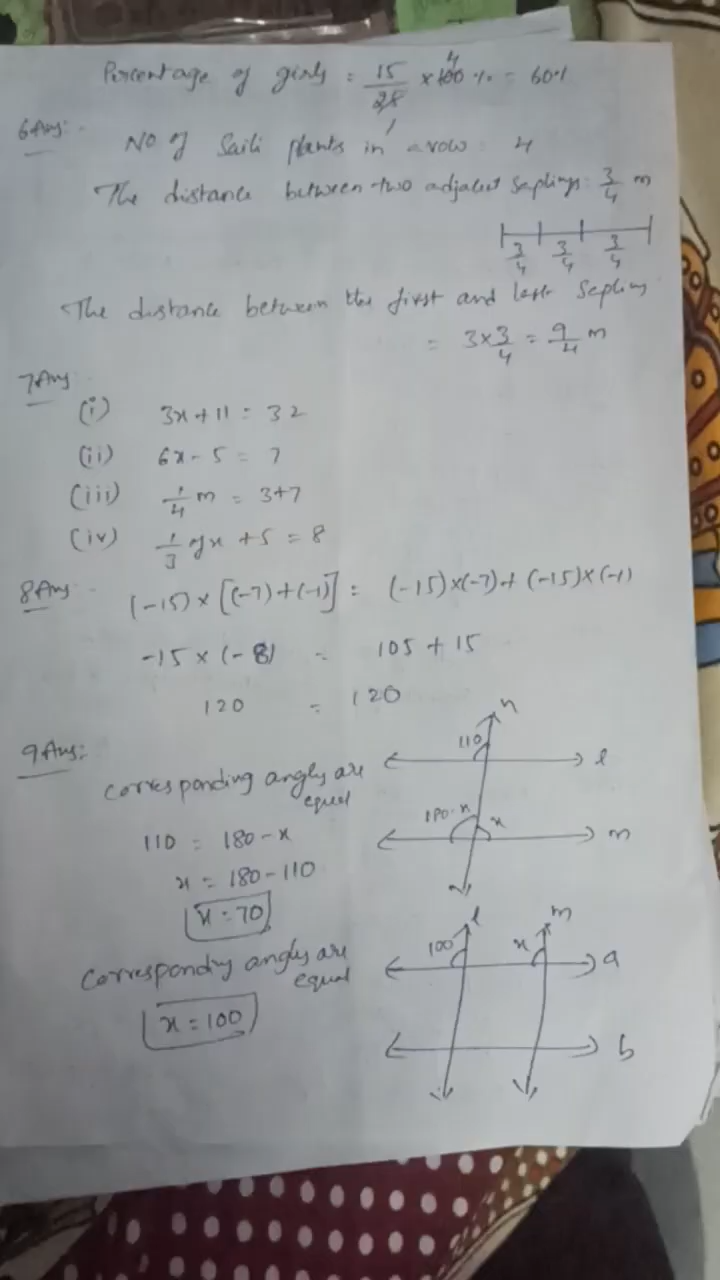 Percentage of girls = 15/25 × 100 4 % = 60%
1
6Ans:-
No of Saili plants in a row = 4
The distance between two adjacent saplings = 3/4 m
3/4 3/4 3/4
The distance between the first and last Sepling
= 3×3/4 = 9/4 m
7Ans
(i) 3x+11 = 32
(ii) 6x-5 = 7
(iii) 1/4 m = 3+7
(iv) 1/3 of x +5 = 8
8Ans
(-15)×[(-7)+(-1)] = (-15)×(-7)+(-15)×(-1)
-15×(-8) = 105+15
120 = 120
9Ans:
Corresponding angles are equal
110 = 180-x
x = 180-110
x = 70
n
110
l
180-x x
m
Corresponding angles are equal
x = 100
l m
100 x a
b